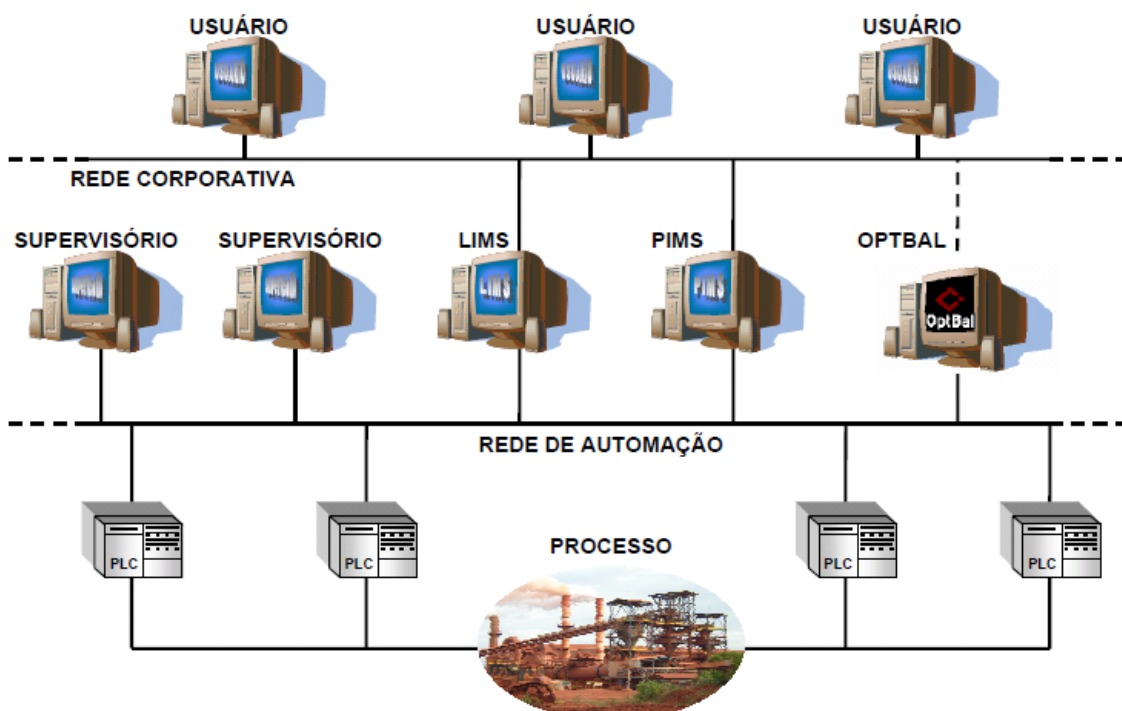 USUÁRIO USUÁRIO USUÁRIO
REDE CORPORATIVA
SUPERVISÓRIO SUPERVISÓRIO LIMS PIMS OPTBAL
LIMS PIMS OptBal
REDE DE AUTOMAÇÃO
PROCESSO
PLC PLC PLC PLC